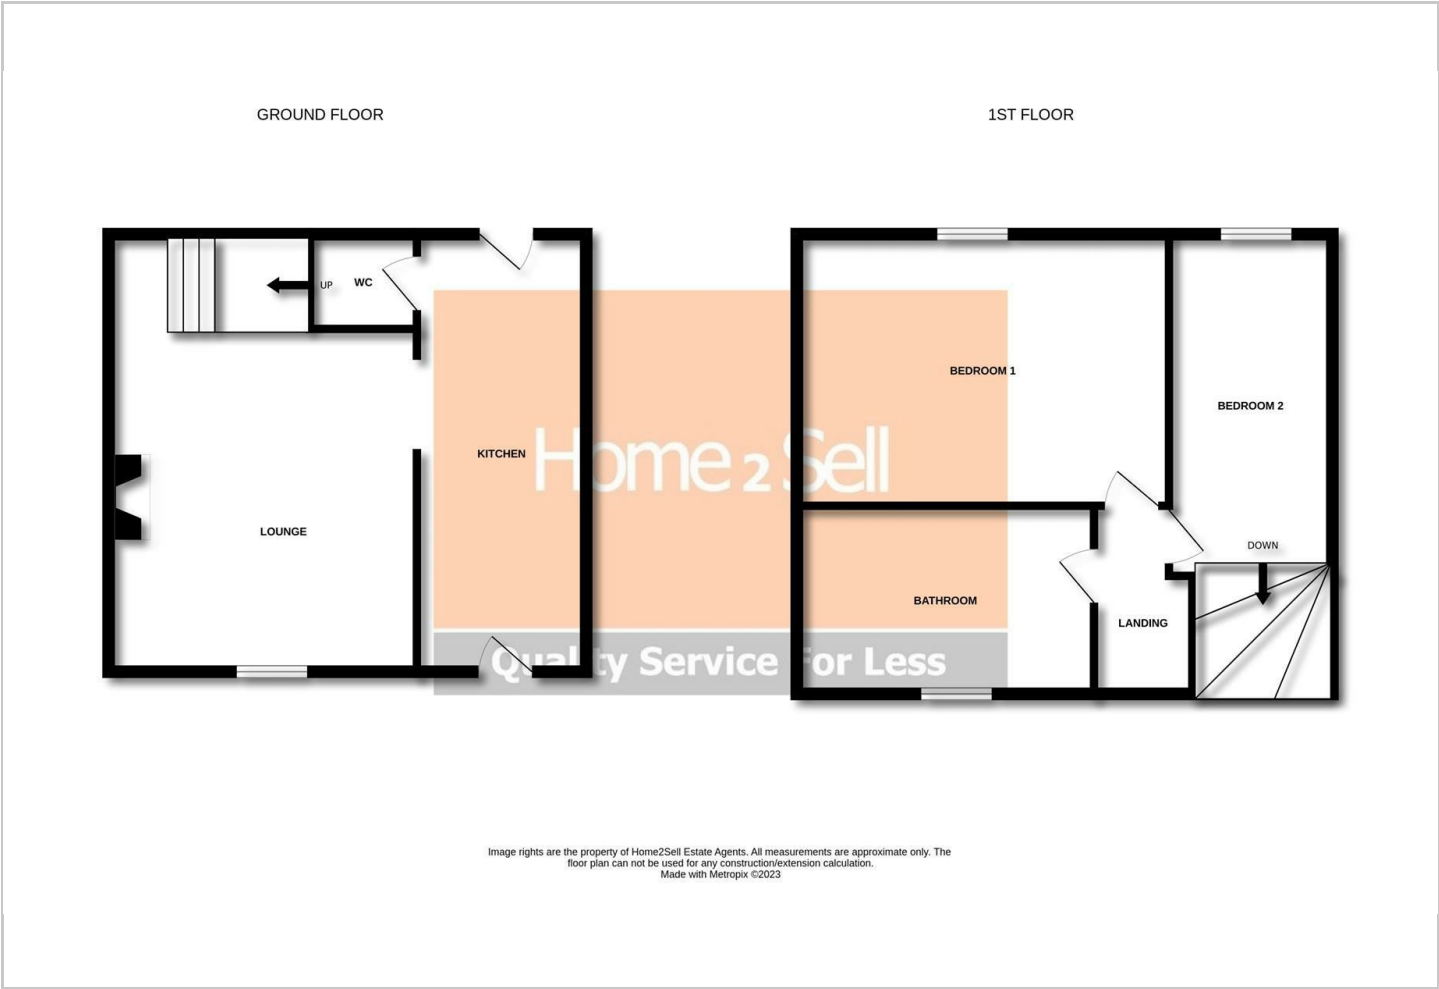 GROUND FLOOR
1ST FLOOR
UP
WC
KITCHEN
LOUNGE
BEDROOM 1
BEDROOM 2
DOWN
BATHROOM
LANDING
Home 2 Sell
Quality Service For Less
Image rights are the property of Home2Sell Estate Agents. All measurements are approximate only. The
floor plan can not be used for any construction/extension calculation.
Made with Metropix ©2023